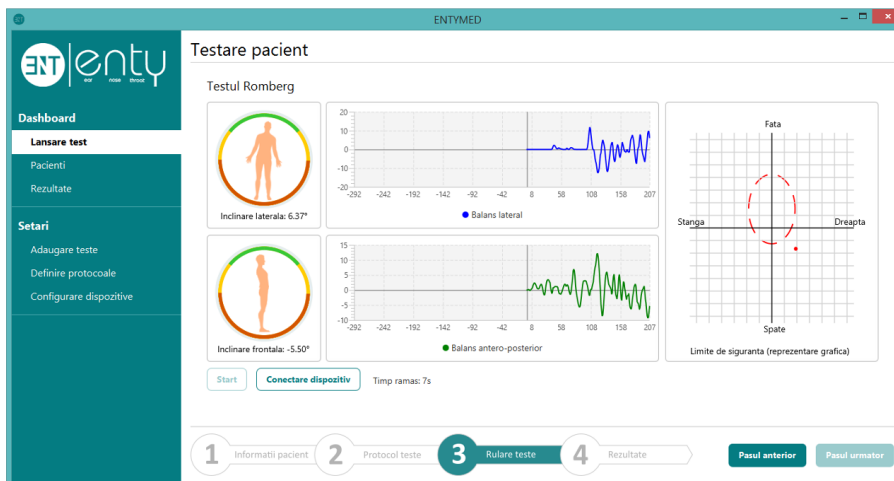 ENTYMED
ENT enty
ear nose throat
Dashboard
Lansare test
Pacienti
Rezultate
Setari
Adaugare teste
Definire protocoale
Configurare dispozitive
Testare pacient
Testul Romberg
Inclinare laterala: 6.37°
20
10
0
-10
-20
-292 -242 -192 -142 -92 -42 8 58 108 158 207
Balans lateral
Inclinare frontala: -5.50°
15
10
5
0
-5
-10
-292 -242 -192 -142 -92 -42 8 58 108 158 207
Balans antero-posterior
Fata
Stanga Dreapta
Spate
Limite de siguranta (reprezentare grafica)
Start Conectare dispozitiv Timp ramas: 7s
1 Informatii pacient 2 Protocol teste 3 Rulare teste 4 Rezultate
Pasul anterior Pasul urmator